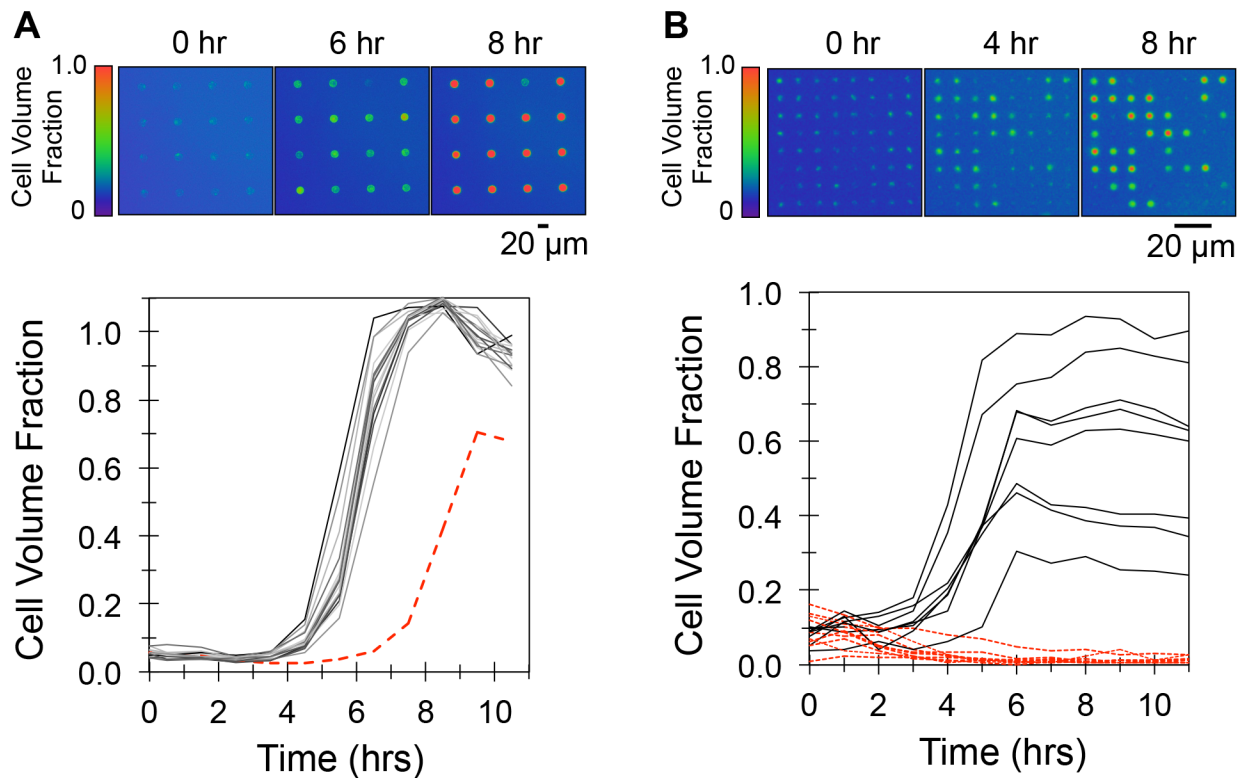 A
0 hr 6 hr 8 hr
1.0
Cell Volume
Fraction
0
20 µm
Cell Volume Fraction
1.0
0.8
0.6
0.4
0.2
0.0
0 2 4 6 8 10
Time (hrs)
B
0 hr 4 hr 8 hr
1.0
Cell Volume
Fraction
0
20 µm
Cell Volume Fraction
1.0
0.8
0.6
0.4
0.2
0.0
0 2 4 6 8 10
Time (hrs)